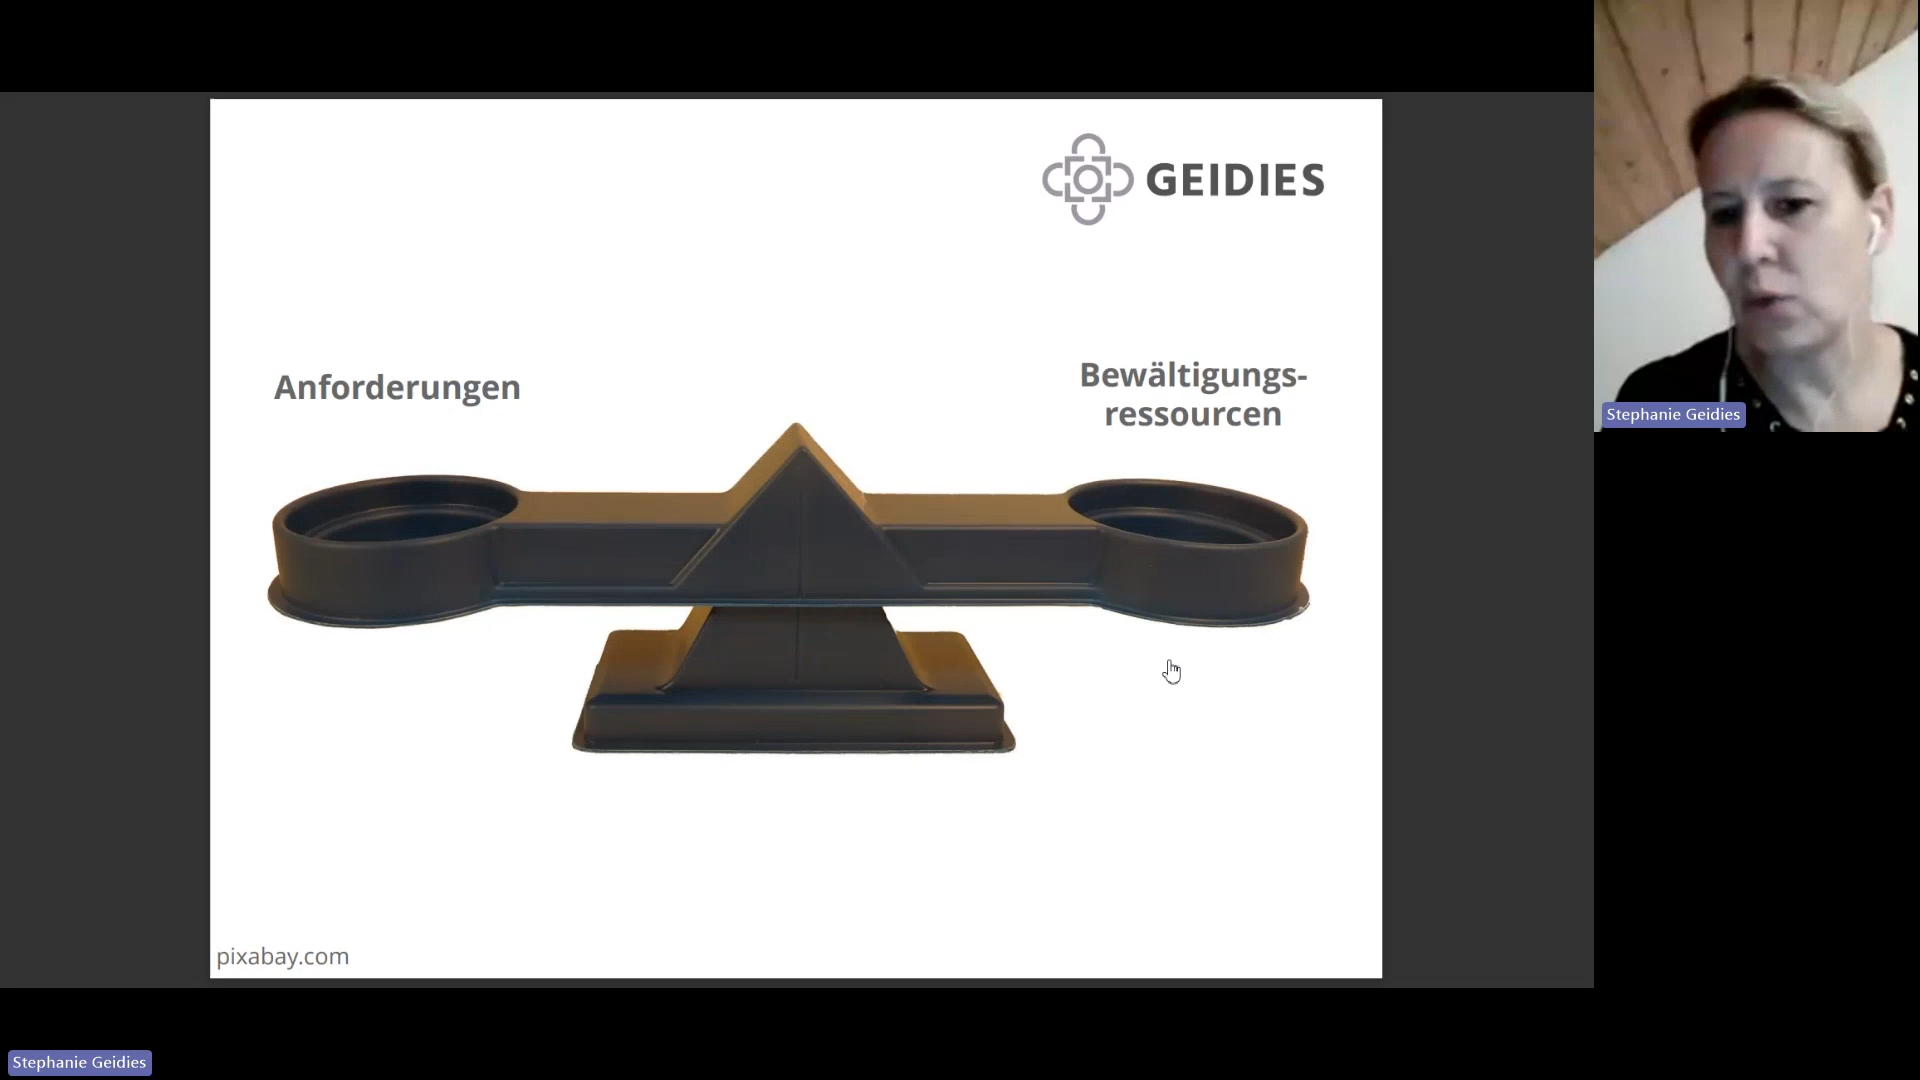 GEIDIES
Anforderungen
Bewältigungs-
ressourcen
pixabay.com
Stephanie Geidies
Stephanie Geidies